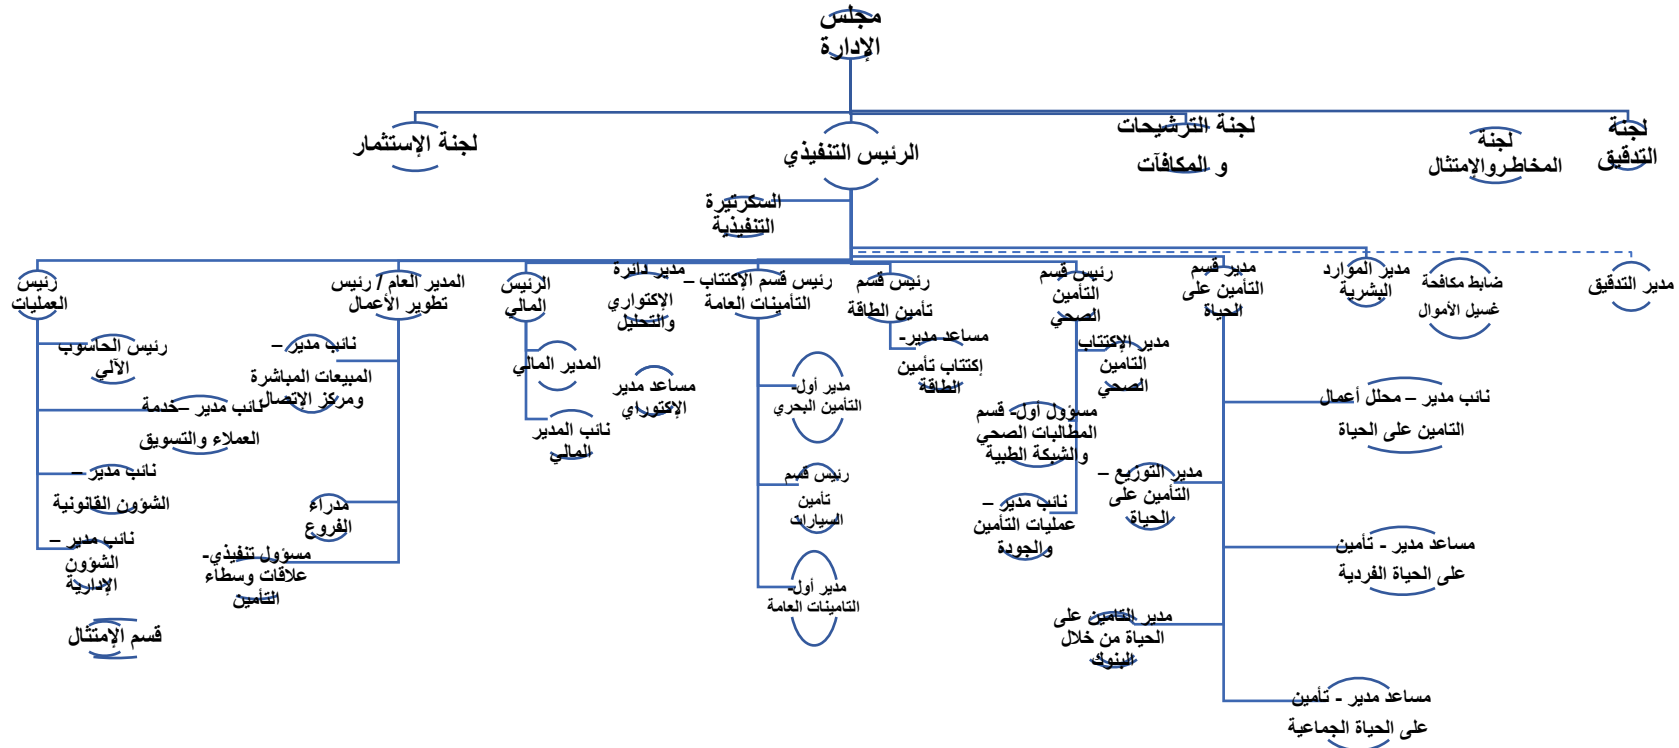 مجلس
الإدارة
لجنة
التدقيق
لجنة
المخاطروالإمتثال
لجنة الترشيحات
و المكافآت
الرئيس التنفيذي
لجنة الإستثمار
السكرتيرة
التنفيذية
مدير التدقيق
ضابط مكافحة
غسيل الأموال
مدير الموارد
البشرية
مدير قسم
التأمين على
الحياة
رئيس قسم
التأمين
الصحي
رئيس قسم
تأمين الطاقة
رئيس قسم الإكتتاب –
التأمينات العامة
مدير دائرة
الإكتواري
والتحليل
الرئيس
المالي
المدير العام / رئيس
تطوير الأعمال
رئيس
العمليات
نائب مدير – محلل أعمال
التامين على الحياة
مدير التوزيع –
التأمين على
الحياة
مساعد مدير - تأمين
على الحياة الفردية
مدير التامين على
الحياة من خلال
البنوك
مساعد مدير - تأمين
على الحياة الجماعية
مدير الإكتتاب
التامين
الصحي
مسؤول أول- قسم
المطالبات الصحي
والشبكة الطبية
نائب مدير –
عمليات التأمين
والجودة
مساعد مدير-
إكتتاب تأمين
الطاقة
مدير أول-
التأمين البحري
رئيس قسم
تأمين
السيارات
مدير أول-
التامينات العامة
مساعد مدير
الإكتوراي
المدير المالي
نائب المدير
المالي
نائب مدير –
المبيعات المباشرة
ومركز الإتصال
مدراء
الفروع
مسؤول تنفيذي-
علاقات وسطاء
التأمين
رئيس الحاسوب
الآلي
نائب مدير –خدمة
العملاء والتسويق
نائب مدير –
الشؤون القانونية
نائب مدير –
الشؤون
الإدارية
قسم الإمتثال